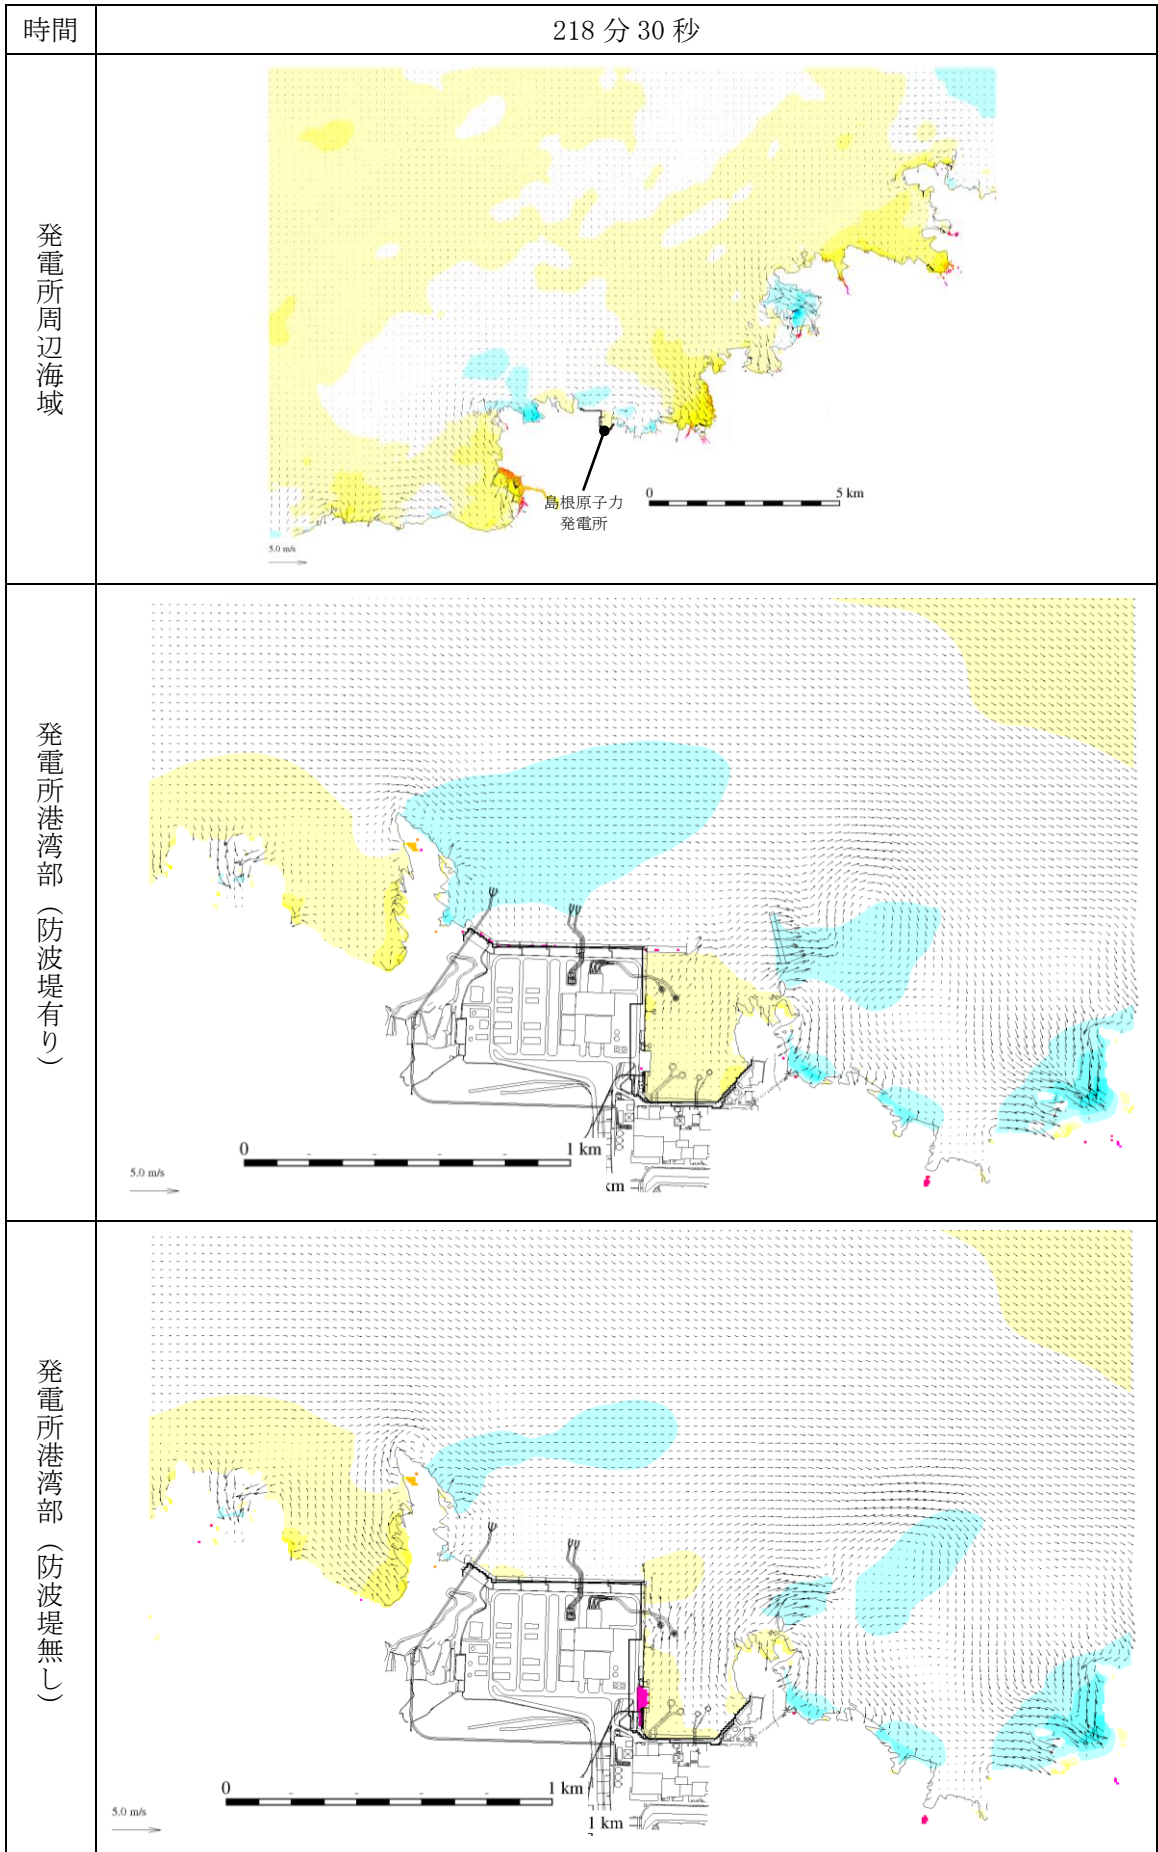 時間
218 分 30 秒
発電所周辺海域
島根原子力
発電所
0
5 km
5.0 m/s
発電所港湾部（防波堤有り）
0
1 km
5.0 m/s
km
発電所港湾部（防波堤無し）
0
1 km
5.0 m/s
1 km